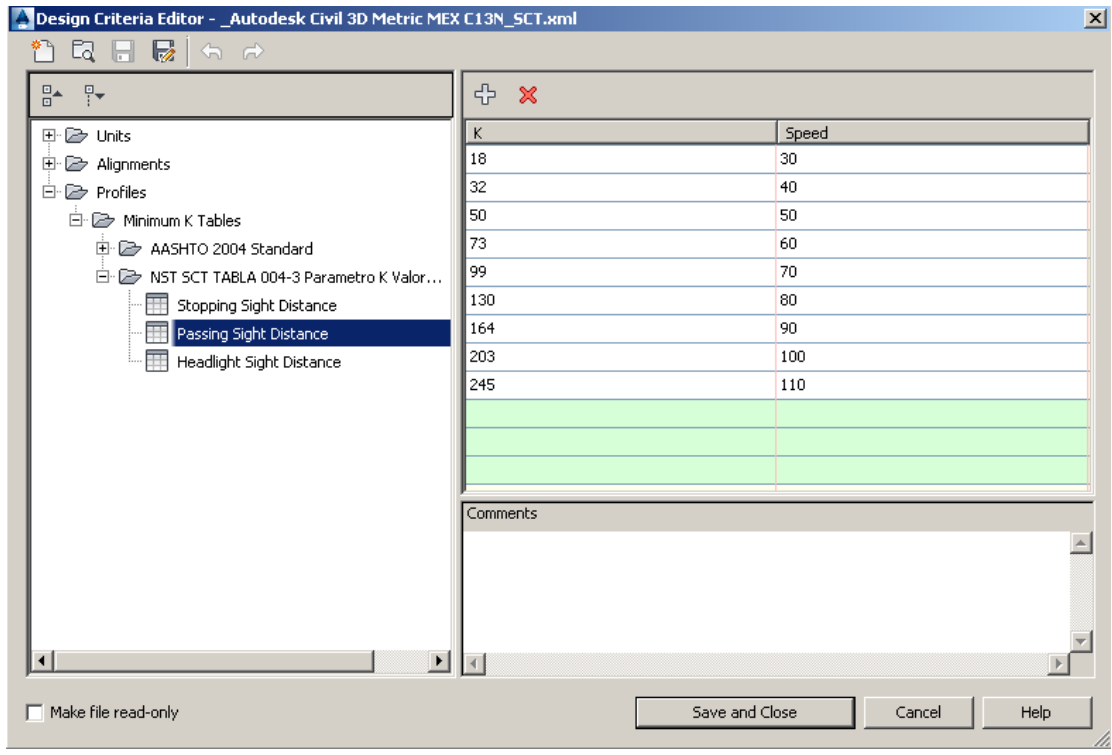 Design Criteria Editor - _Autodesk Civil 3D Metric MEX C13N_SCT.xml
Units
Alignments
Profiles
Minimum K Tables
AASHTO 2004 Standard
NST SCT TABLA 004-3 Parametro K Valor...
Stopping Sight Distance
Passing Sight Distance
Headlight Sight Distance
K Speed
18 30
32 40
50 50
73 60
99 70
130 80
164 90
203 100
245 110
Comments
Make file read-only
Save and Close Cancel Help